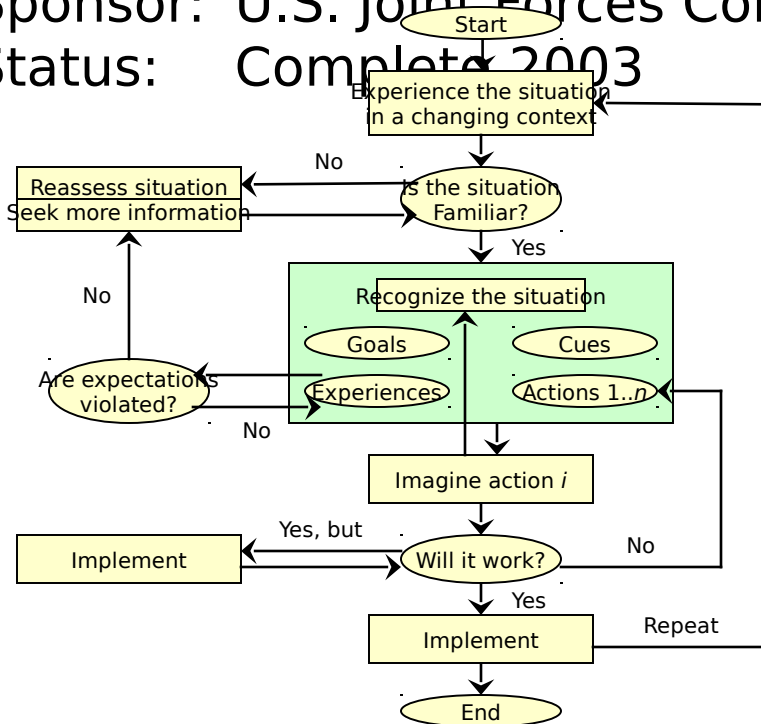 Sponsor: U.S. Joint Forces Co
Status: Complete 2003
Start
Experience the situation
in a changing context
No
Reassess situation
Seek more information
Is the situation
Familiar?
Yes
Recognize the situation
No
Goals
Cues
Are expectations
violated?
Experiences
Actions 1..n
No
Imagine action i
Yes, but
Implement
Will it work?
No
Yes
Implement
Repeat
End